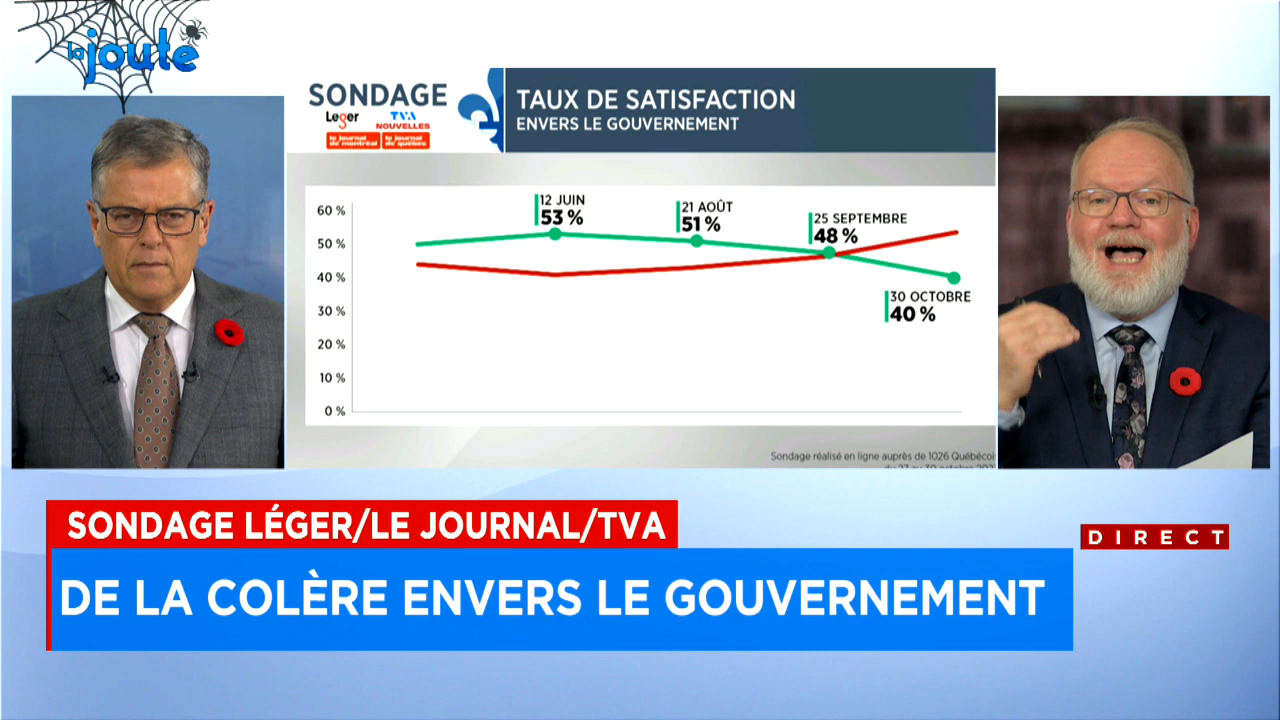 la joute
SONDAGE
Leger
TVA
NOUVELLES
le journal de montréal
le journal de québec
TAUX DE SATISFACTION
ENVERS LE GOUVERNEMENT
60 %
50 %
40 %
30 %
20 %
10 %
0 %
12 JUIN
53 %
21 AOÛT
51 %
25 SEPTEMBRE
48 %
30 OCTOBRE
40 %
Sondage réalisé en ligne auprès de 1026 Québécois
SONDAGE LÉGER/LE JOURNAL/TVA
DIRECT
DE LA COLÈRE ENVERS LE GOUVERNEMENT